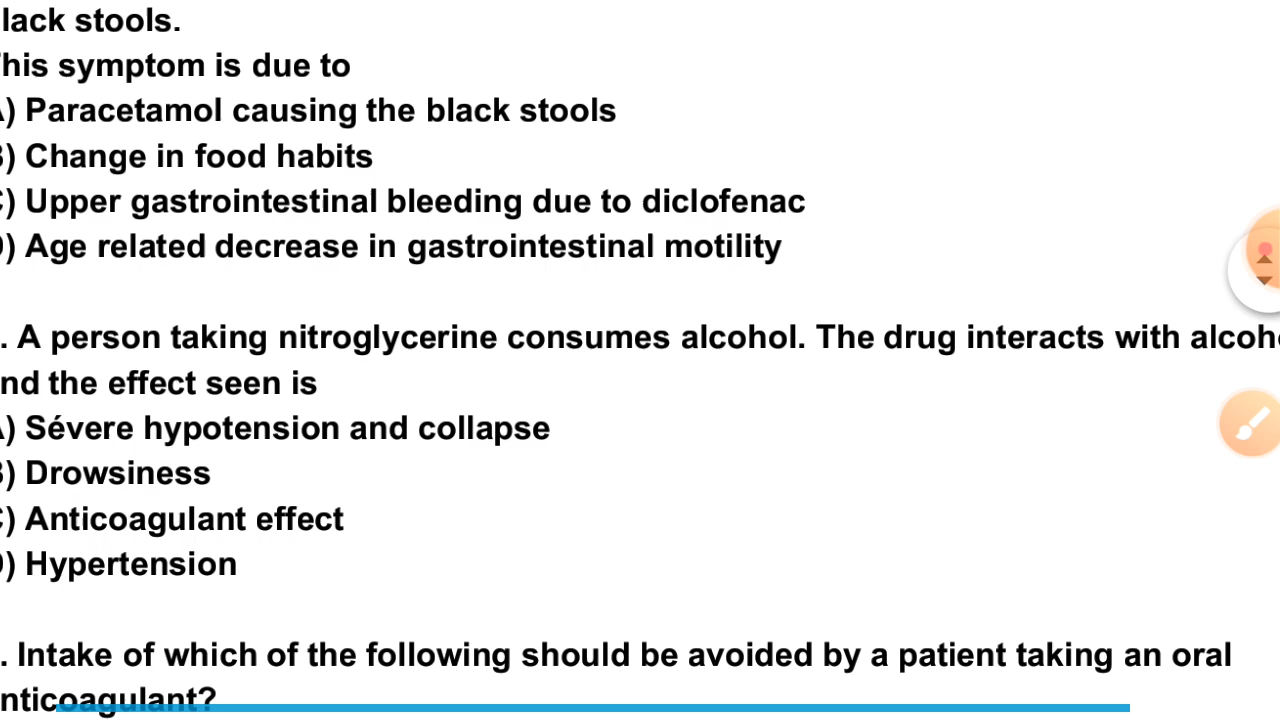 lack stools.
his symptom is due to
) Paracetamol causing the black stools
) Change in food habits
) Upper gastrointestinal bleeding due to diclofenac
) Age related decrease in gastrointestinal motility
. A person taking nitroglycerine consumes alcohol. The drug interacts with alcoh
nd the effect seen is
) Sévere hypotension and collapse
) Drowsiness
) Anticoagulant effect
) Hypertension
. Intake of which of the following should be avoided by a patient taking an oral
nticoagulant?